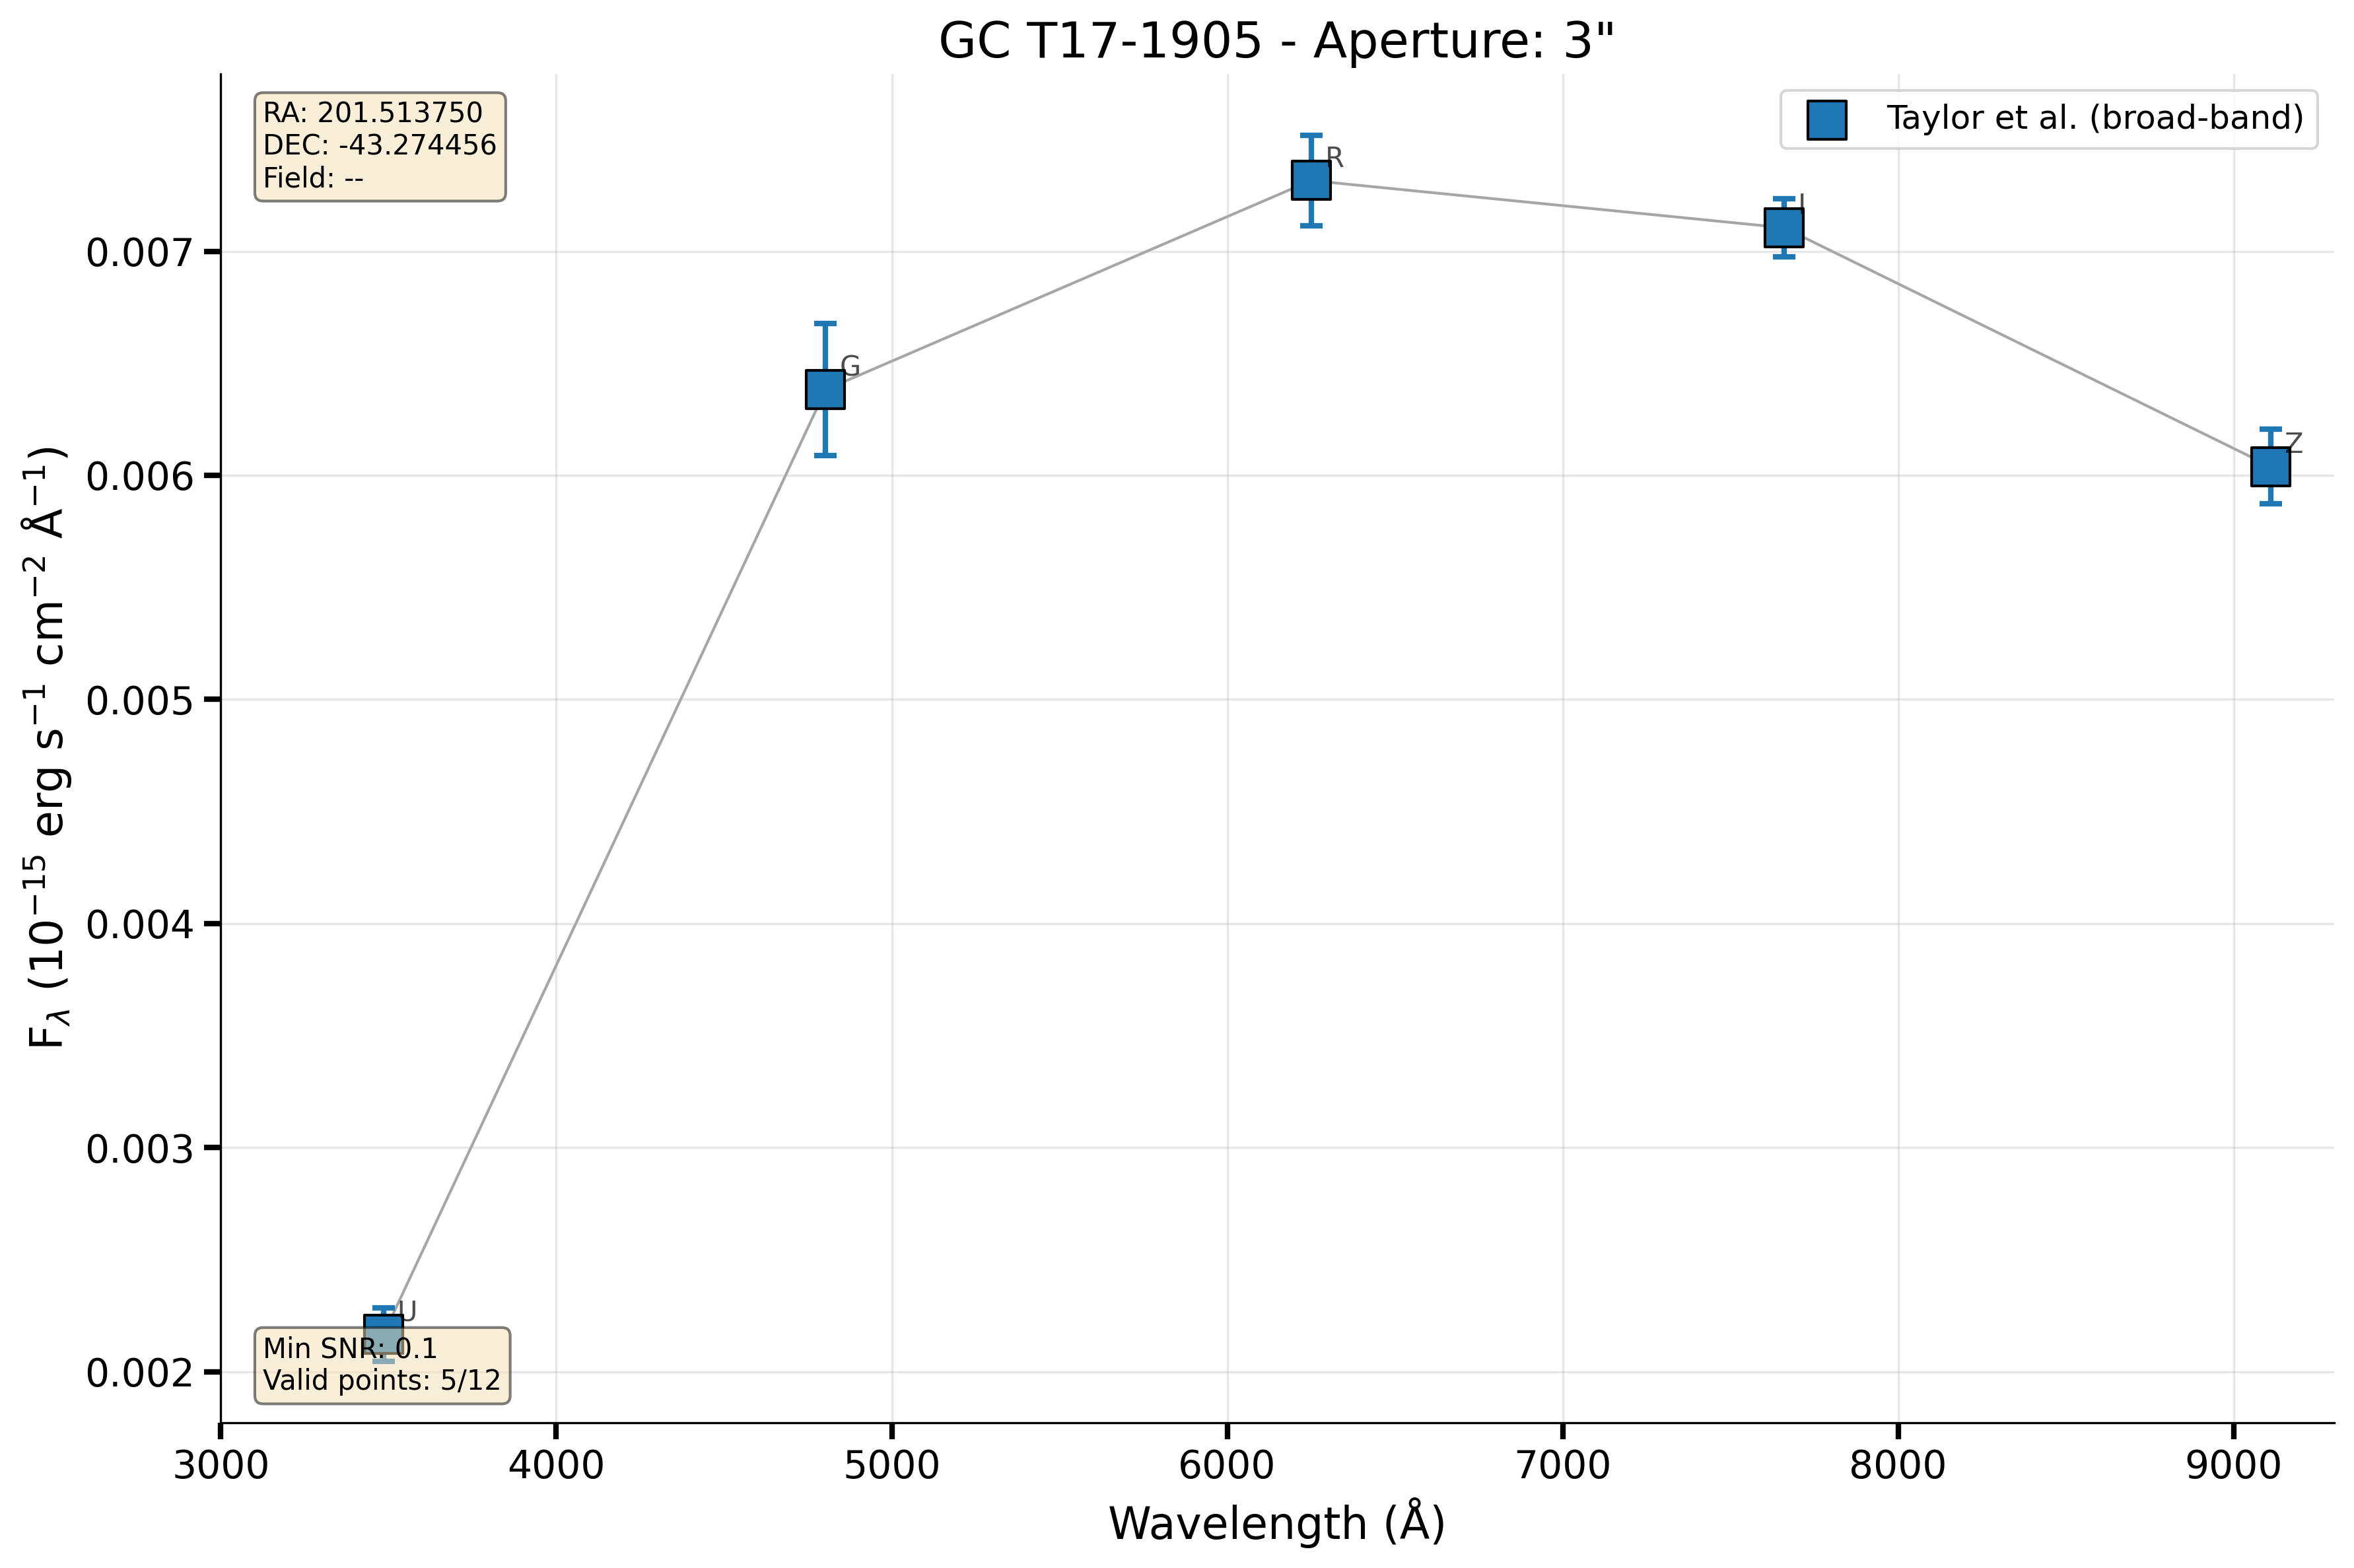 GC T17-1905 - Aperture: 3"
RA: 201.513750
DEC: -43.274456
Field: --
Taylor et al. (broad-band)
R
I
G
Z
U
0.007
0.006
0.005
0.004
0.003
0.002
F_λ (10⁻¹⁵ erg s⁻¹ cm⁻² Å⁻¹)
Min SNR: 0.1
Valid points: 5/12
3000 4000 5000 6000 7000 8000 9000
Wavelength (Å)